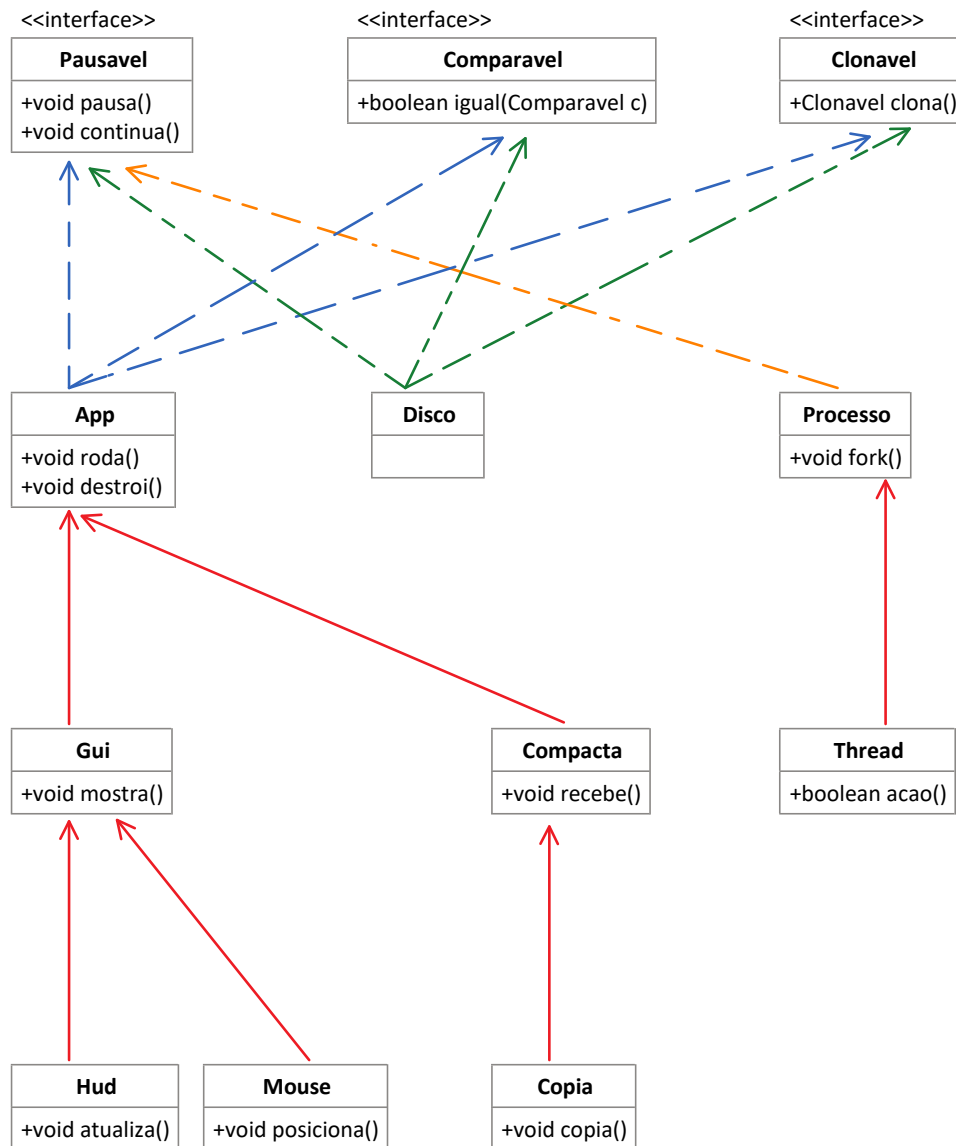 <<interface>>
Pausavel
+void pausa()
+void continua()
<<interface>>
Comparavel
+boolean igual(Comparavel c)
<<interface>>
Clonavel
+Clonavel clona()
App
+void roda()
+void destroi()
Disco
Processo
+void fork()
Gui
+void mostra()
Compacta
+void recebe()
Thread
+boolean acao()
Hud
+void atualiza()
Mouse
+void posiciona()
Copia
+void copia()